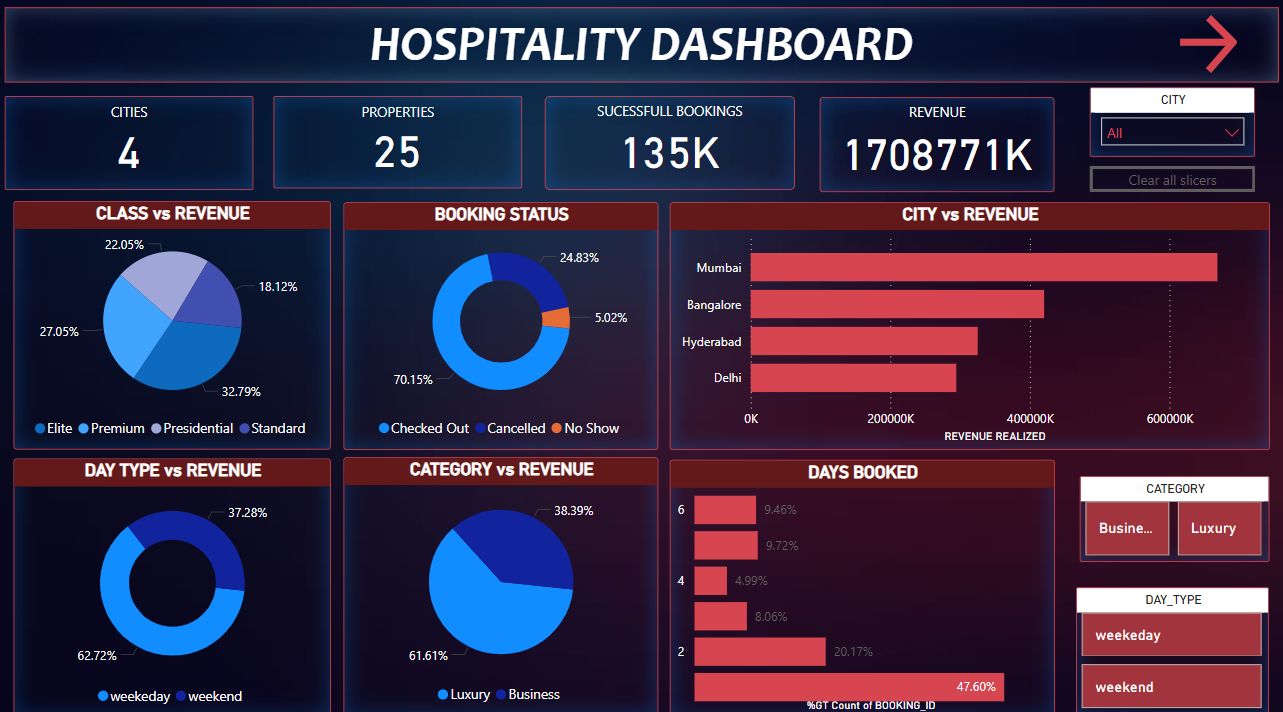 HOSPITALITY DASHBOARD
CITIES
4
PROPERTIES
25
SUCESSFULL BOOKINGS
135K
REVENUE
1708771K
CITY
All
Clear all slicers
CLASS vs REVENUE
22.05%
18.12%
27.05%
32.79%
Elite Premium Presidential Standard
BOOKING STATUS
24.83%
5.02%
70.15%
Checked Out Cancelled No Show
CITY vs REVENUE
Mumbai
Bangalore
Hyderabad
Delhi
0K 200000K 400000K 600000K
REVENUE REALIZED
DAY TYPE vs REVENUE
37.28%
62.72%
weekeday weekend
CATEGORY vs REVENUE
38.39%
61.61%
Luxury Business
DAYS BOOKED
6 9.46%
9.72%
4 4.99%
8.06%
2 20.17%
47.60%
%GT Count of BOOKING_ID
CATEGORY
Busine... Luxury
DAY_TYPE
weekeday
weekend